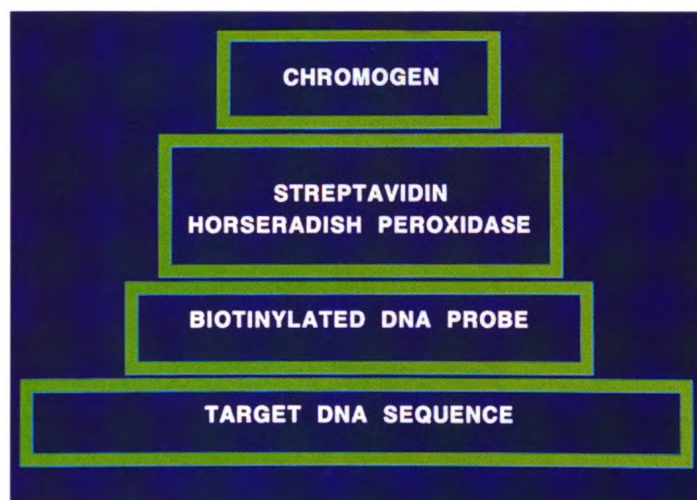 CHROMOGEN
STREPTAVIDIN
HORSERADISH PEROXIDASE
BIOTINYLATED DNA PROBE
TARGET DNA SEQUENCE